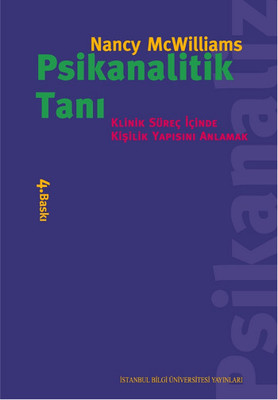 Nancy McWilliams
Psikanalitik
Tanı
Klinik Süreç İçinde
Kişilik Yapısını Anlamak
4. Baskı
Psikanaliz
İSTANBUL BİLGİ ÜNİVERSİTESİ YAYINLARI